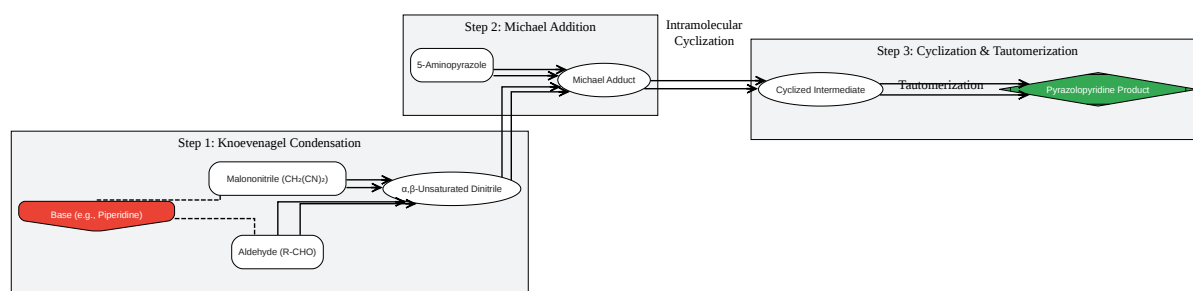 Step 1: Knoevenagel Condensation
Malononitrile (CH₂(CN)₂)
Base (e.g., Piperidine)
Aldehyde (R-CHO)
α,β-Unsaturated Dinitrile
Step 2: Michael Addition
5-Aminopyrazole
Michael Adduct
Intramolecular
Cyclization
Step 3: Cyclization & Tautomerization
Cyclized Intermediate
Tautomerization
Pyrazolopyridine Product